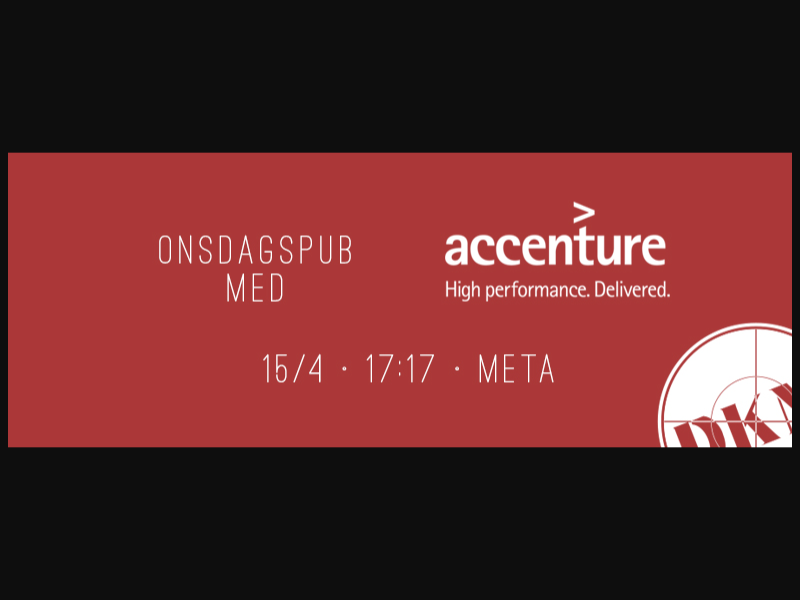 ONSDAGSPUB
MED
>
accenture
High performance. Delivered.
15/4 · 17:17 · META